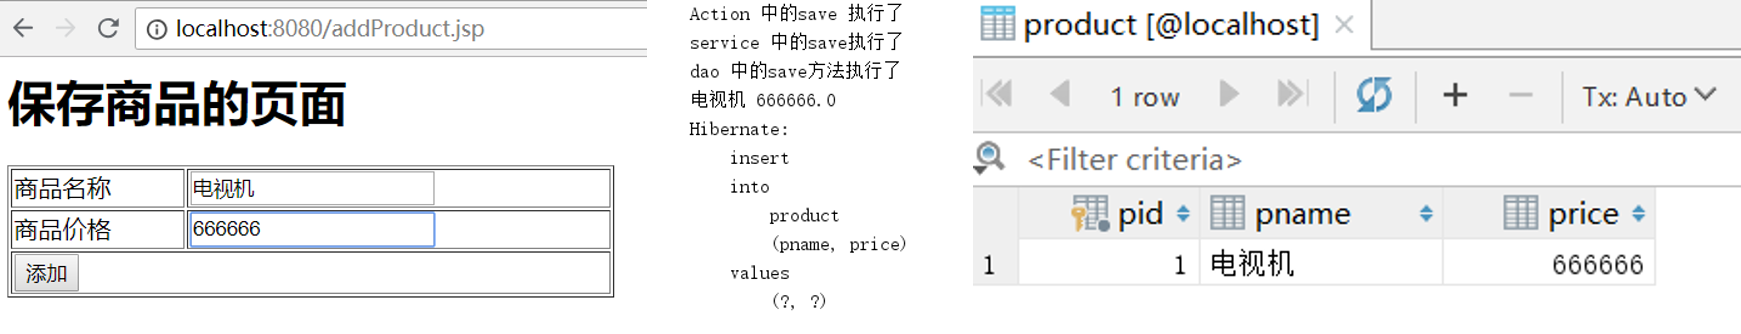 localhost:8080/addProduct.jsp
保存商品的页面
商品名称 电视机
商品价格 666666
添加
Action 中的save 执行了
service 中的save执行了
dao 中的save方法执行了
电视机 666666.0
Hibernate:
insert
into
product
(pname, price)
values
(?, ?)
product [@localhost]
1 row Tx: Auto
<Filter criteria>
pid pname price
1 1 电视机 666666